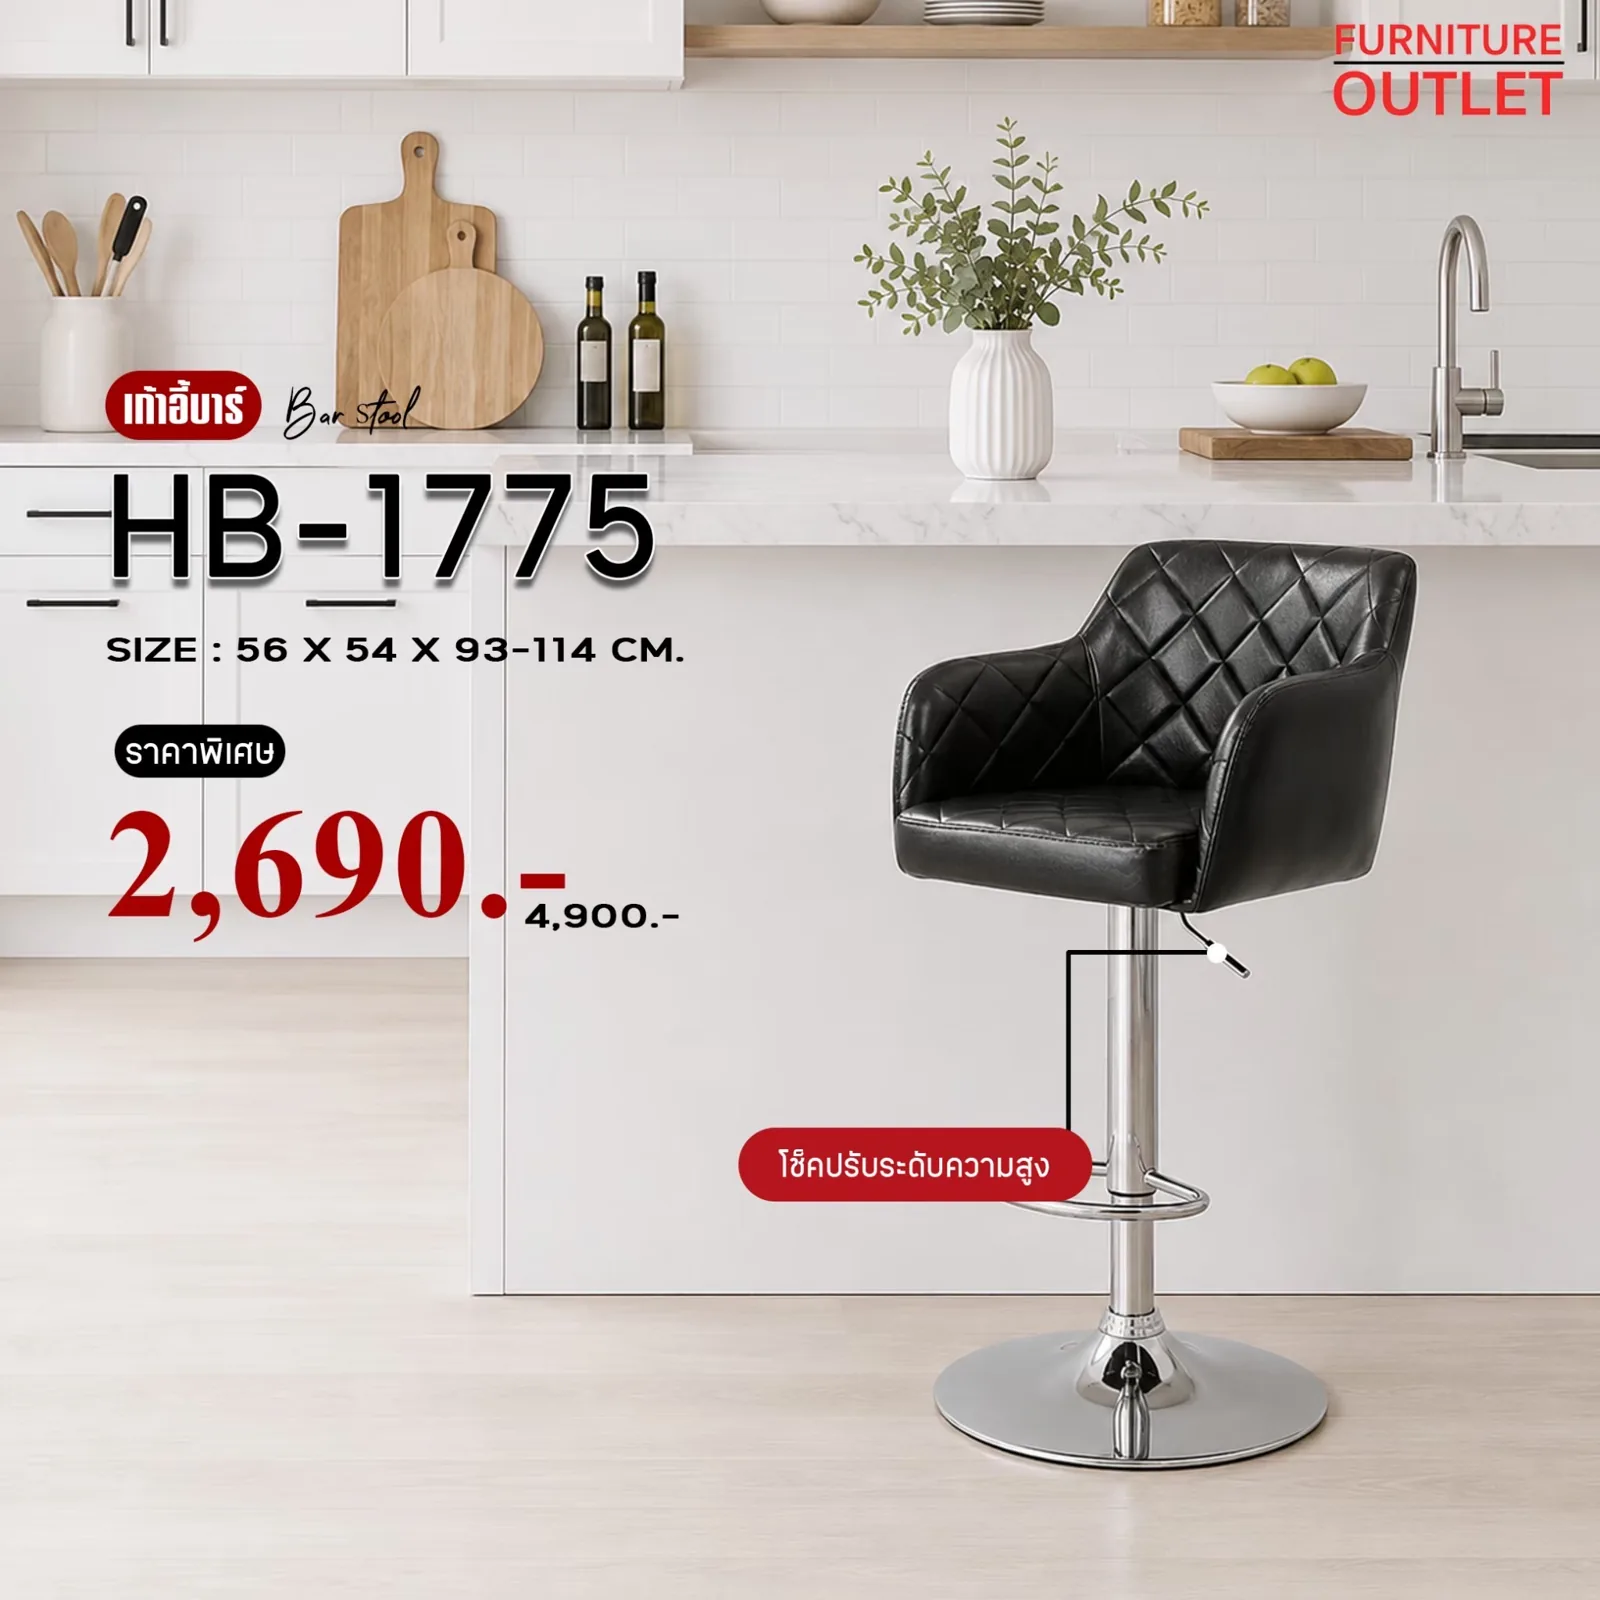 FURNITURE
OUTLET
เก้าอี้บาร์ Bar Stool
HB-1775
SIZE : 56 X 54 X 93-114 CM.
ราคาพิเศษ
2,690.-
4,900.-
โช็คปรับระดับความสูง